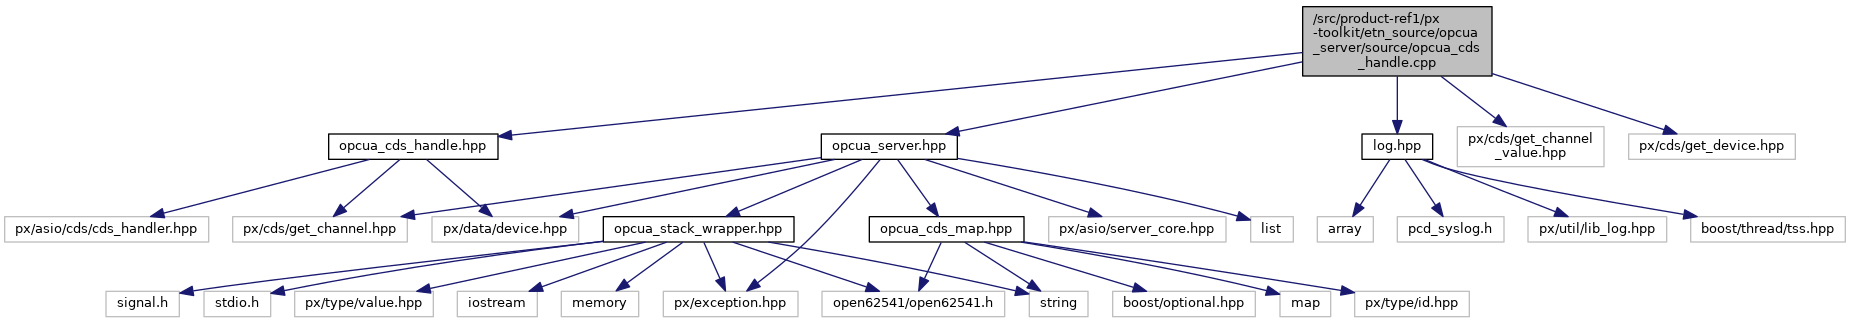 /src/product-ref1/px
-toolkit/etn_source/opcua
_server/source/opcua_cds
_handle.cpp
opcua_cds_handle.hpp
opcua_server.hpp
log.hpp
px/cds/get_channel
_value.hpp
px/cds/get_device.hpp
px/asio/cds/cds_handler.hpp
px/cds/get_channel.hpp
px/data/device.hpp
opcua_stack_wrapper.hpp
opcua_cds_map.hpp
px/asio/server_core.hpp
list
array
pcd_syslog.h
px/util/lib_log.hpp
boost/thread/tss.hpp
signal.h
stdio.h
px/type/value.hpp
iostream
memory
px/exception.hpp
open62541/open62541.h
string
boost/optional.hpp
map
px/type/id.hpp